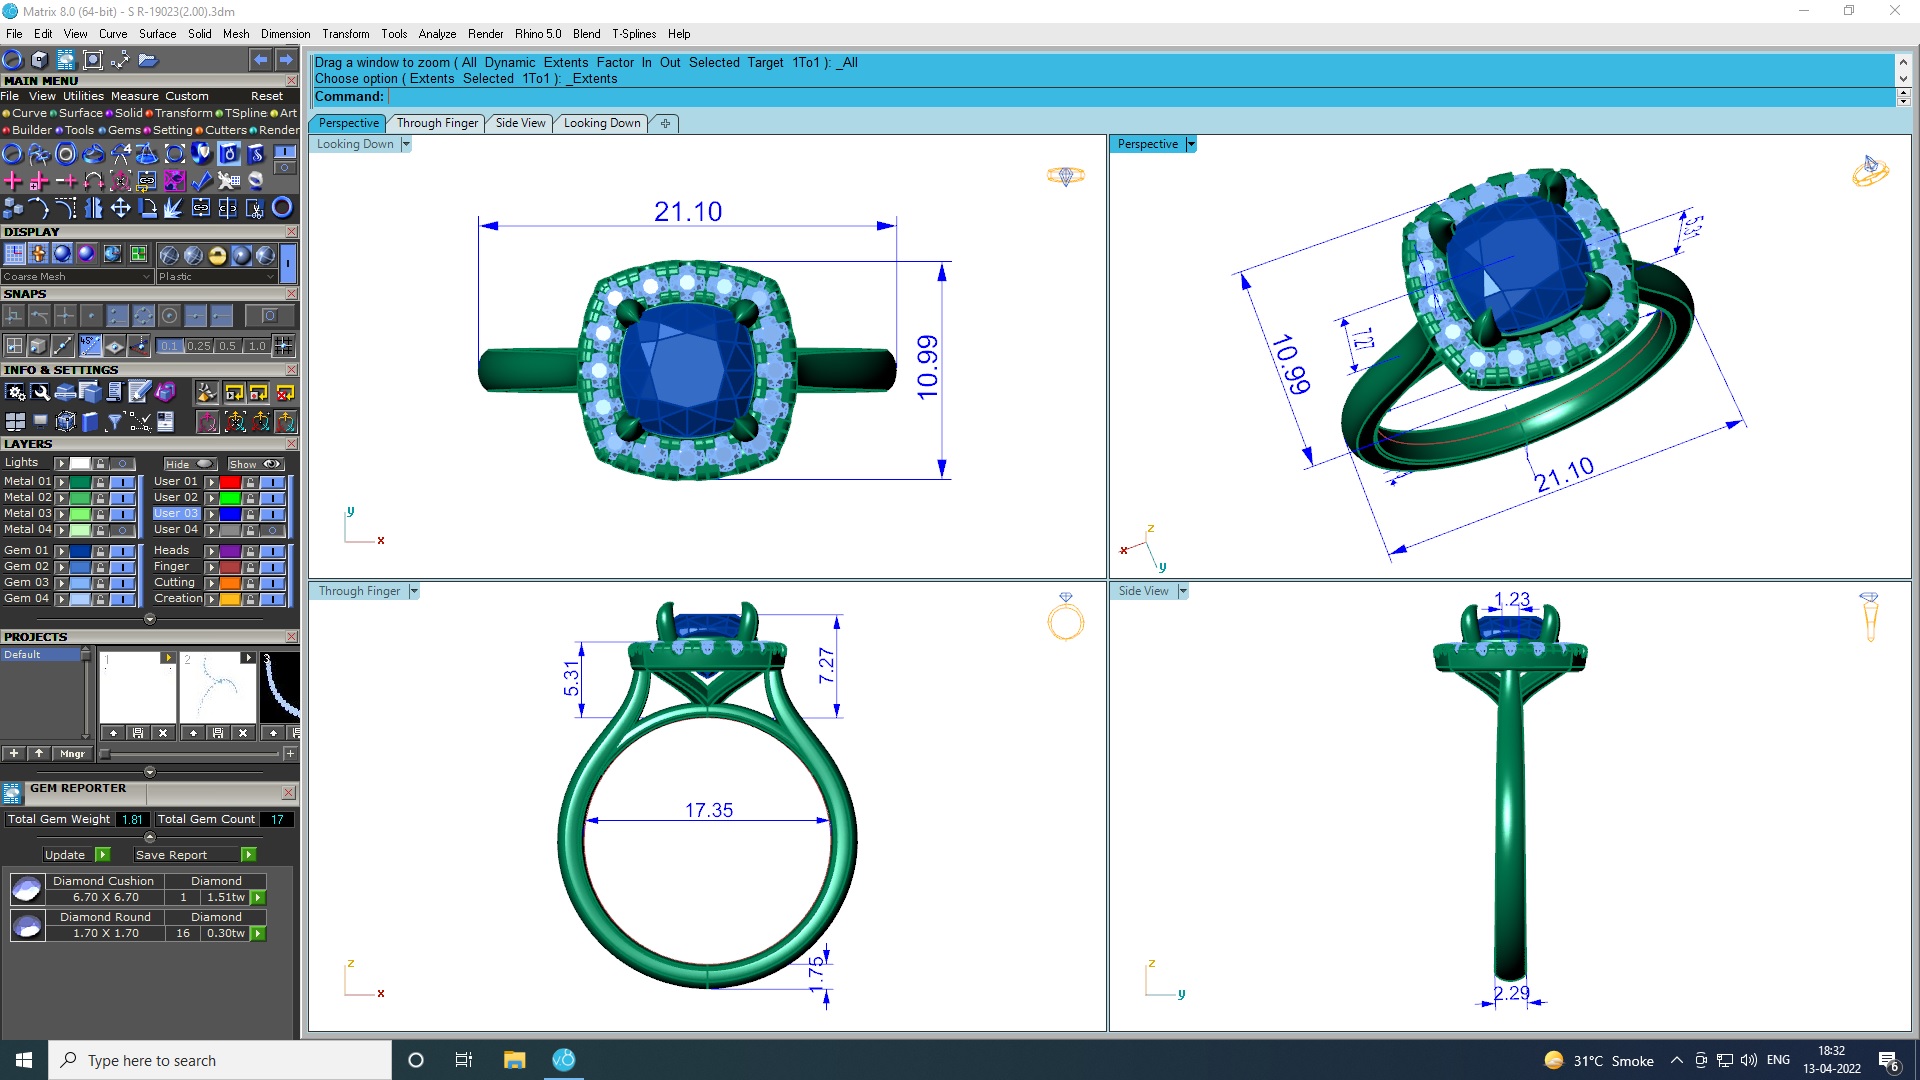 Matrix 8.0 (64-bit) - S R-19023(2.00).3dm
File Edit View Curve Surface Solid Mesh Dimension Transform Tools Analyze Render Rhino 5.0 Blend T-Splines Help
Drag a window to zoom ( All Dynamic Extents Factor In Out Selected Target 1To1 ): _All
Choose option ( Extents Selected 1To1 ): _Extents
Command:
Perspective Through Finger Side View Looking Down
MAIN MENU
File View Utilities Measure Custom Reset
Curve Surface Solid Transform TSpline Art
Builder Tools Gems Setting Cutters Render
DISPLAY
Coarse Mesh Plastic
SNAPS
45°
0.1 0.25 0.5 1.0
INFO & SETTINGS
LAYERS
Lights Hide Show
Metal 01 User 01
Metal 02 User 02
Metal 03 User 03
Metal 04 User 04
Gem 01 Heads
Gem 02 Finger
Gem 03 Cutting
Gem 04 Creation
PROJECTS
Default
1 2 3
Mngr
GEM REPORTER
Total Gem Weight 1.81 Total Gem Count 17
Update Save Report
Diamond Cushion Diamond
6.70 X 6.70 1 1.51tw
Diamond Round Diamond
1.70 X 1.70 16 0.30tw
Looking Down
21.10
10.99
y
x
Perspective
5.31
7.27
10.99
21.10
z
x
y
Through Finger
5.31
7.27
17.35
1.75
z
x
Side View
1.23
2.29
z
y
Type here to search
31°C Smoke
ENG
18:32
13-04-2022
6